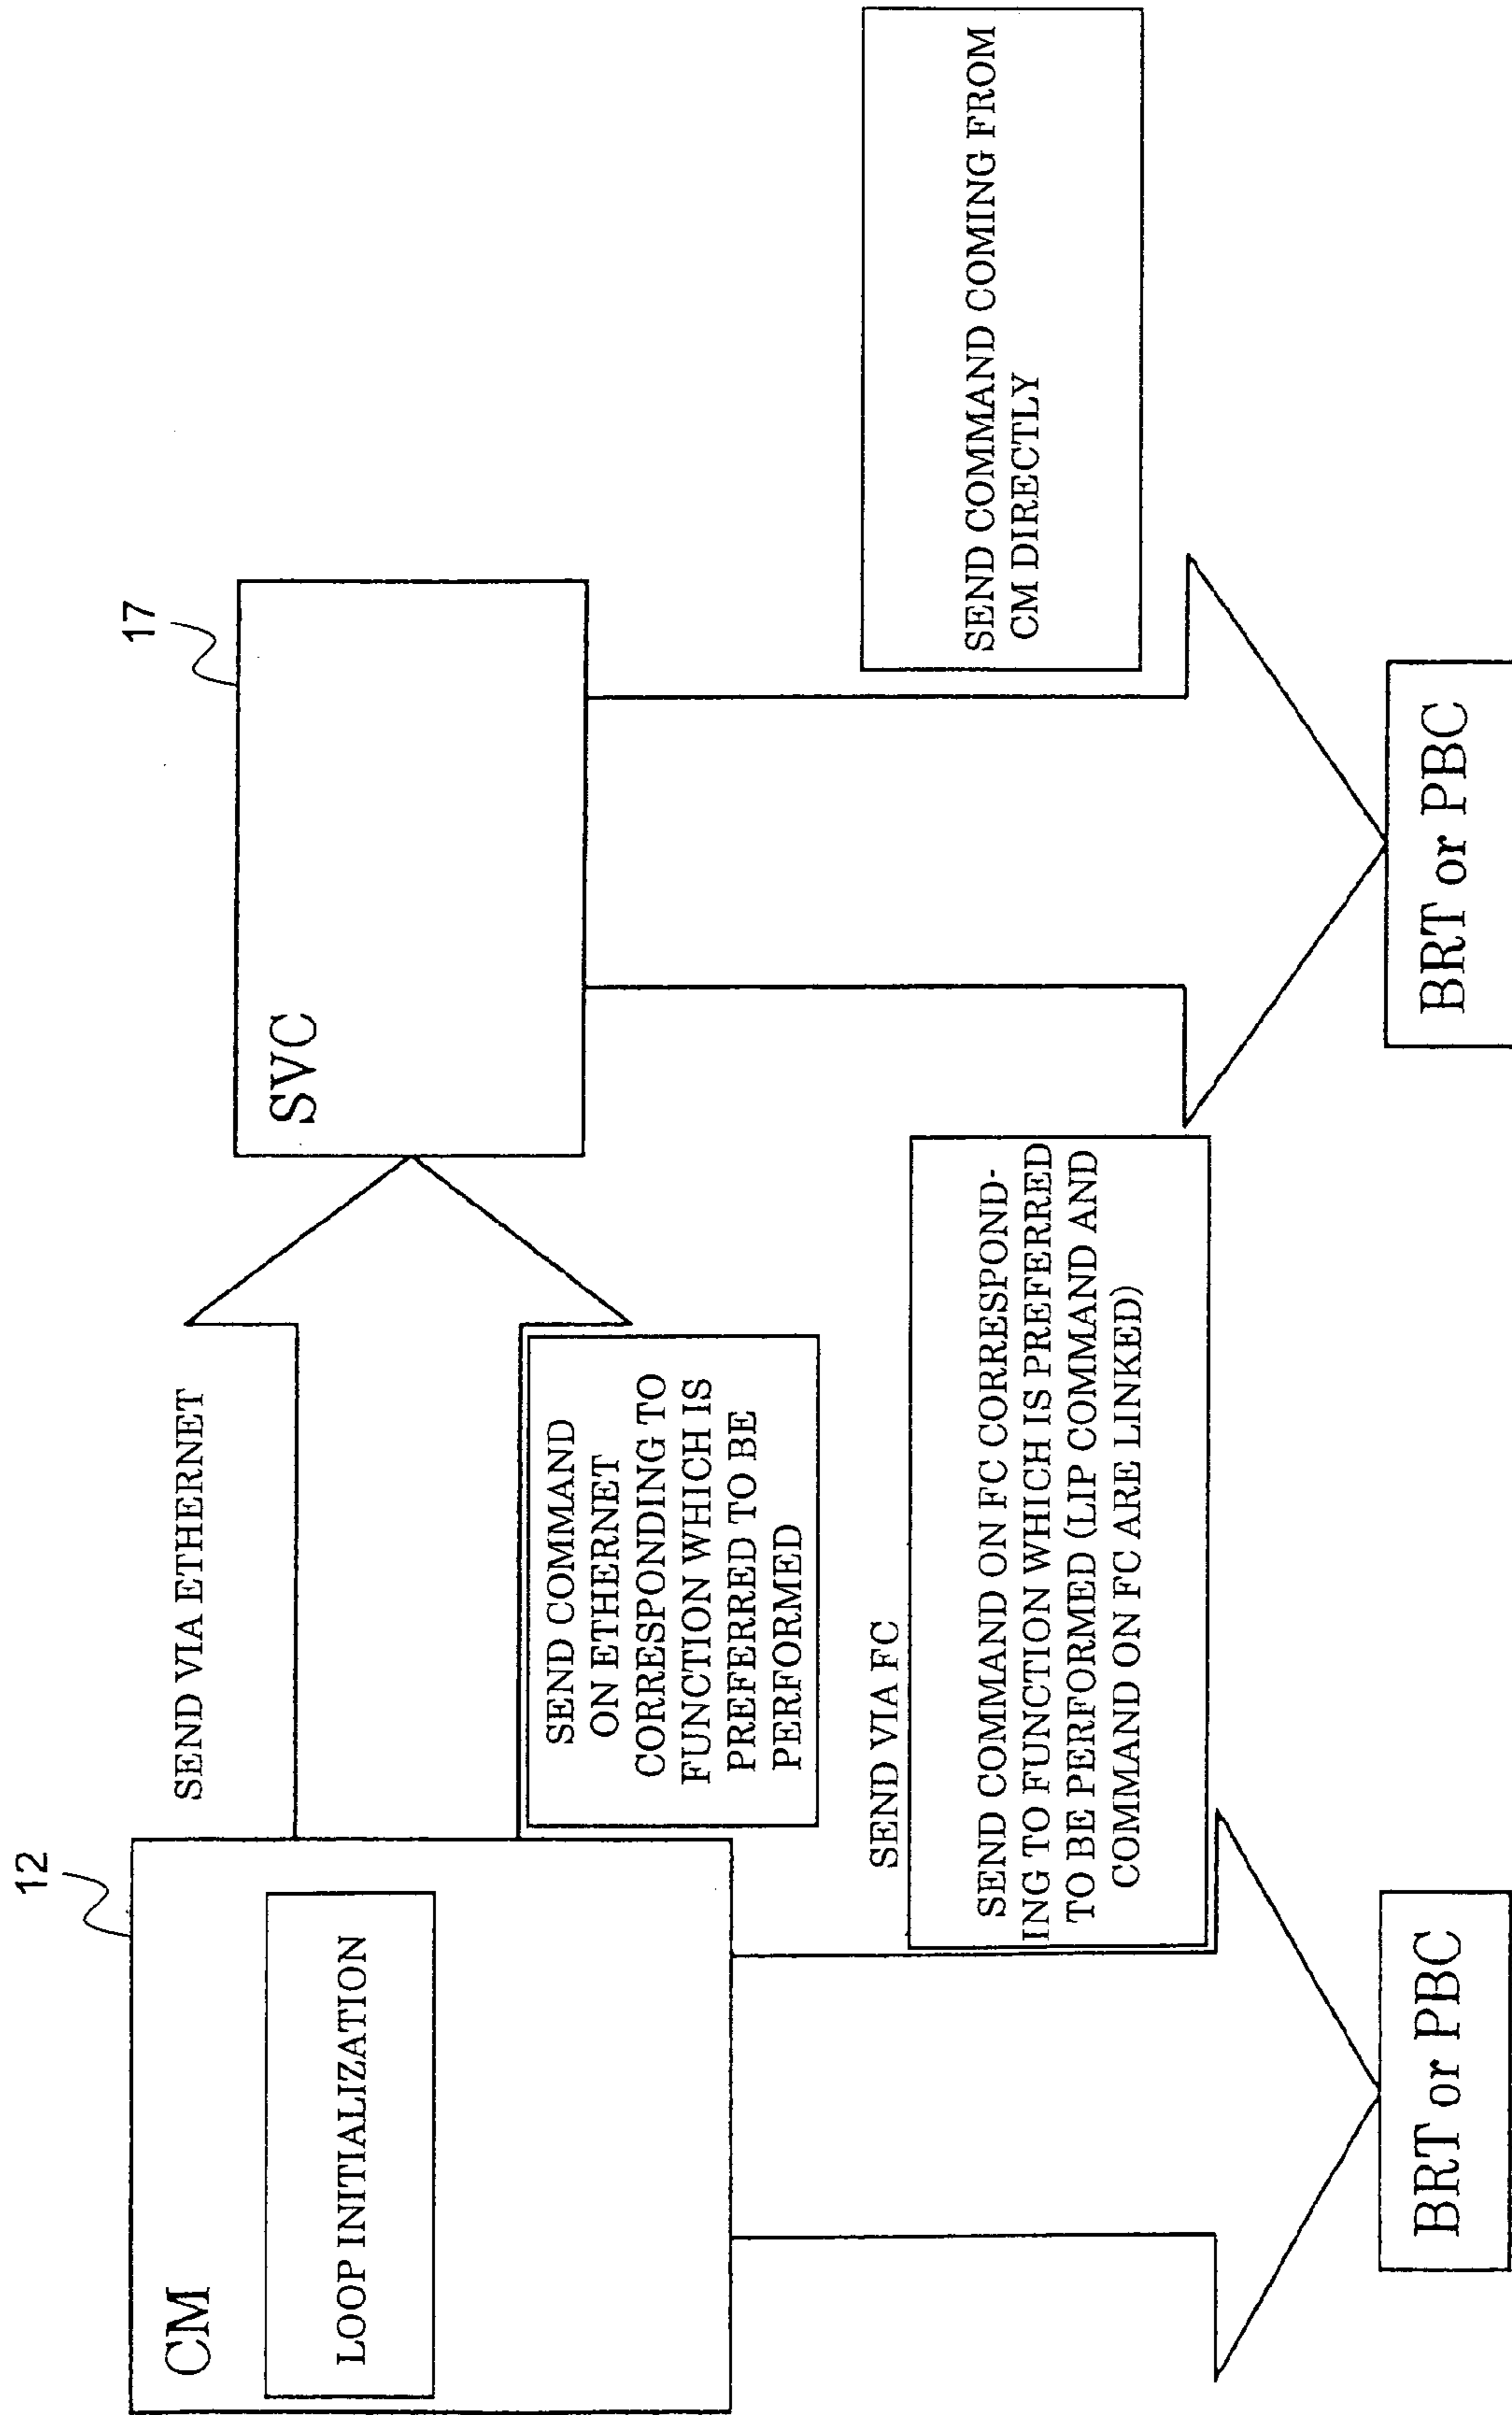 12
CM
LOOP INITIALIZATION
SEND VIA ETHERNET
SEND COMMAND
ON ETHERNET
CORRESPONDING TO
FUNCTION WHICH IS
PREFERRED TO BE
PERFORMED
17
SVC
SEND VIA FC
SEND COMMAND ON FC CORRESPOND-
ING TO FUNCTION WHICH IS PREFERRED
TO BE PERFORMED (LIP COMMAND AND
COMMAND ON FC ARE LINKED)
SEND COMMAND COMING FROM
CM DIRECTLY
BRT or PBC
BRT or PBC